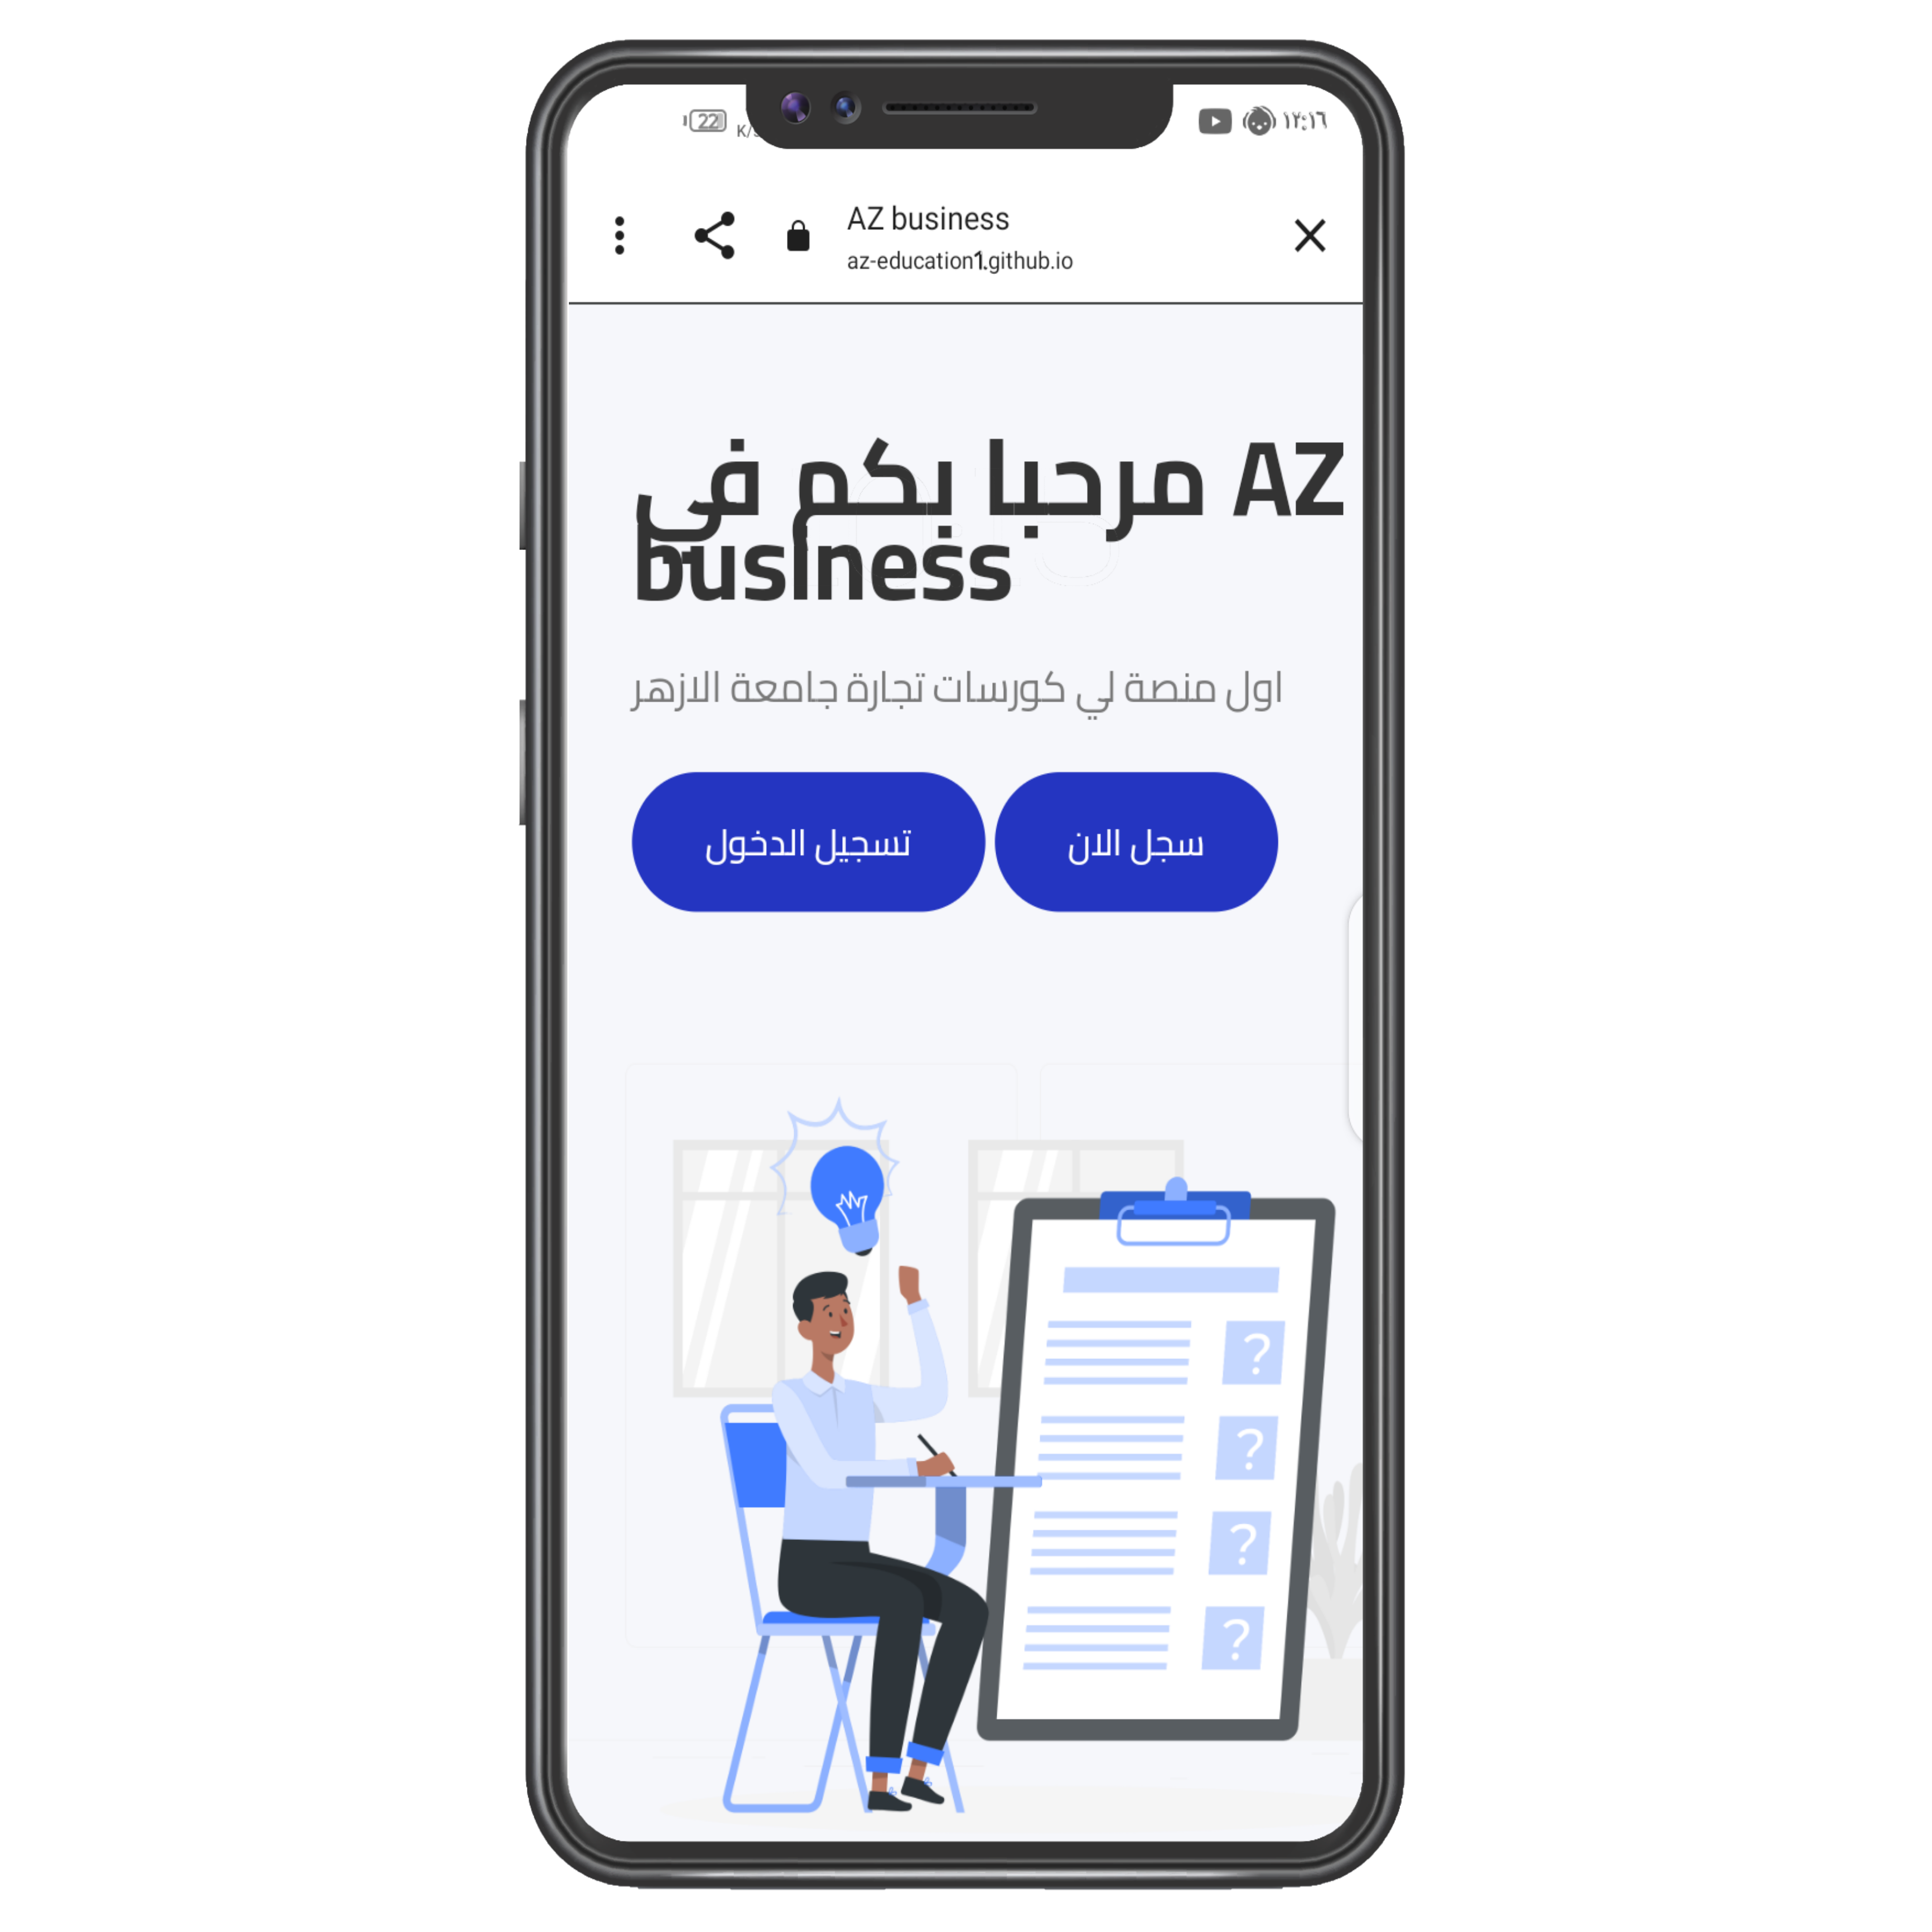 22 K/s ١٢:١٦
AZ business
az-education1.github.io
مرحبا بكم في AZ
business
اول منصة لي كورسات تجارة جامعة الازهر
سجل الان
تسجيل الدخول
?
?
?
?